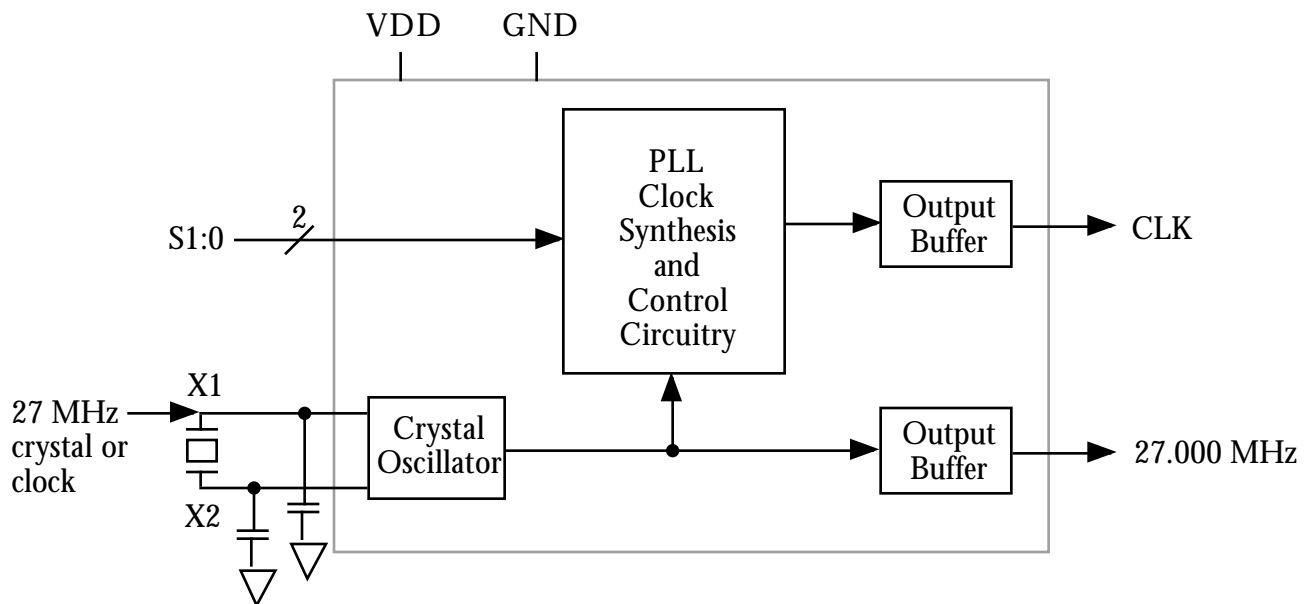 VDD
GND
PLL
Clock
Synthesis
and
Control
Circuitry
Output
Buffer
CLK
2
S1:0
X1
27 MHz
crystal or
clock
X2
Crystal
Oscillator
Output
Buffer
27.000 MHz